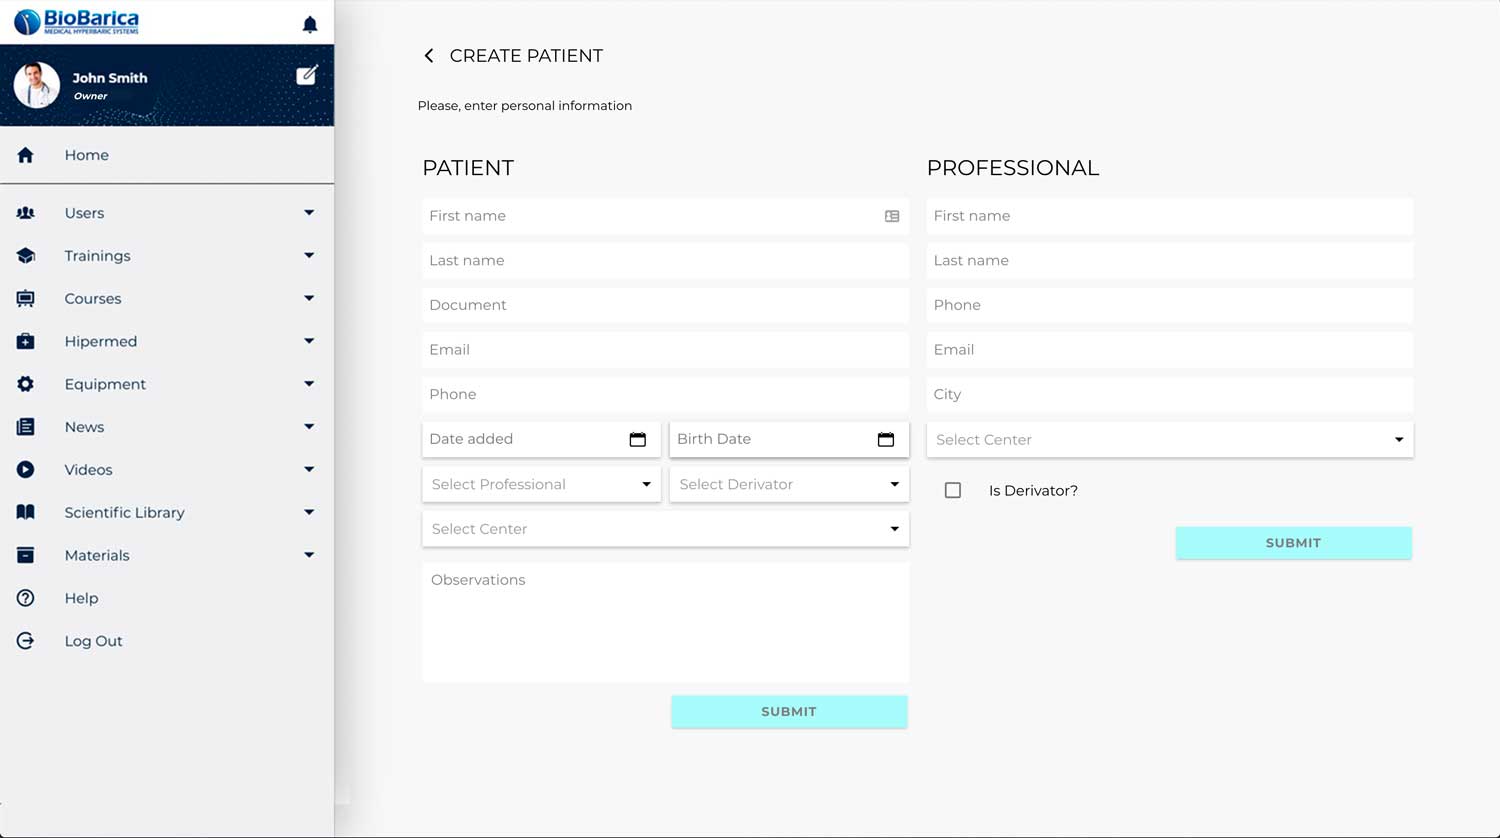 BioBarica
MEDICAL HYPERBARIC SYSTEMS
John Smith
Owner
Home
Users
Trainings
Courses
Hipermed
Equipment
News
Videos
Scientific Library
Materials
Help
Log Out
CREATE PATIENT
Please, enter personal information
PATIENT
First name
Last name
Document
Email
Phone
Date added
Birth Date
Select Professional
Select Derivator
Select Center
Observations
SUBMIT
PROFESSIONAL
First name
Last name
Phone
Email
City
Select Center
Is Derivator?
SUBMIT